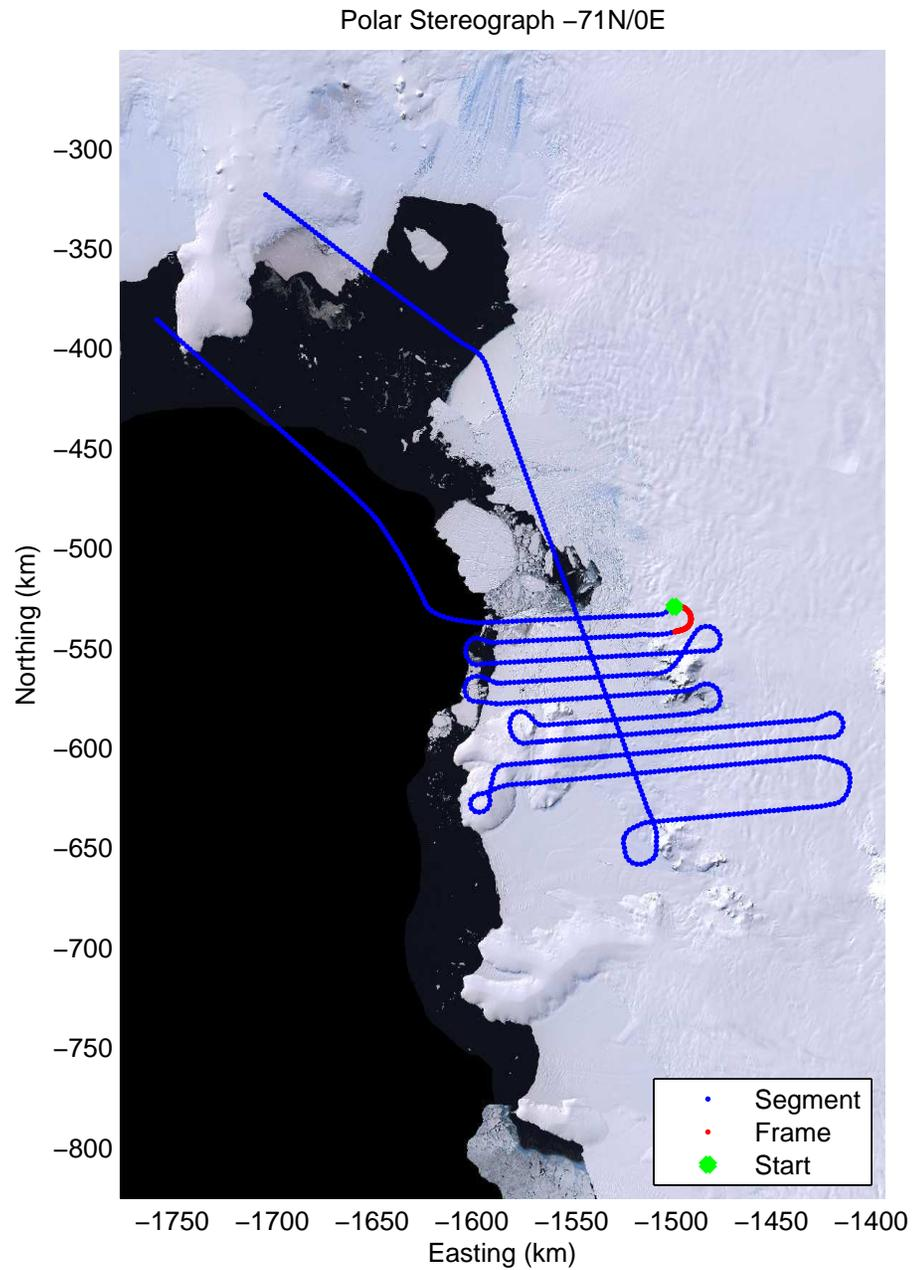 Polar Stereograph −71N/0E
Northing (km)
−300
−350
−400
−450
−500
−550
−600
−650
−700
−750
−800
Segment
Frame
Start
−1750 −1700 −1650 −1600 −1550 −1500 −1450 −1400
Easting (km)